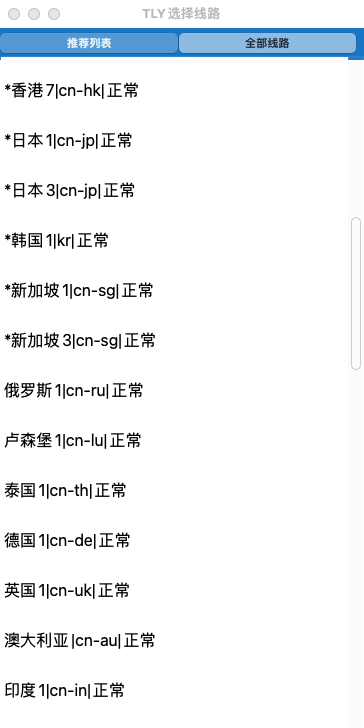 TLY 选择线路
推荐列表
全部线路
*香港 7|cn-hk| 正常
*日本 1|cn-jp| 正常
*日本 3|cn-jp| 正常
*韩国 1|kr| 正常
*新加坡 1|cn-sg| 正常
*新加坡 3|cn-sg| 正常
俄罗斯 1|cn-ru| 正常
卢森堡 1|cn-lu| 正常
泰国 1|cn-th| 正常
德国 1|cn-de| 正常
英国 1|cn-uk| 正常
澳大利亚 |cn-au| 正常
印度 1|cn-in| 正常